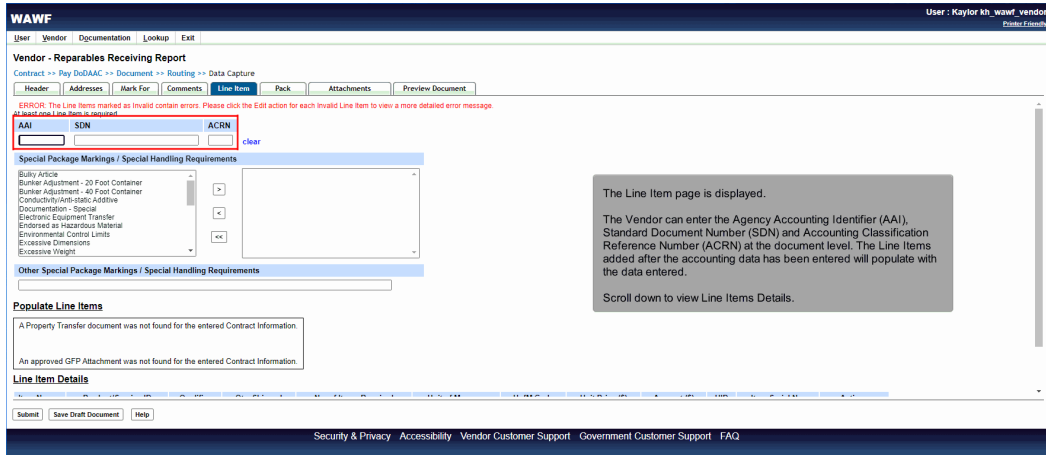 WAWF
User : Kaylor kh_wawf_vendor
Printer Friendly
User Vendor Documentation Lookup Exit
Vendor - Reparables Receiving Report
Contract >> Pay DoDAAC >> Document >> Routing >> Data Capture
Header Addresses Mark For Comments Line Item Pack Attachments Preview Document
ERROR: The Line Items marked as Invalid contain errors. Please click the Edit action for each Invalid Line Item to view a more detailed error message.
At least one Line Item is required.
AAI SDN ACRN
clear
Special Package Markings / Special Handling Requirements
Bulky Article
Bunker Adjustment - 20 Foot Container
Bunker Adjustment - 40 Foot Container
Conductivity/Anti-static Additive
Documentation - Special
Electronic Equipment Transfer
Endorsed as Hazardous Material
Environmental Control Limits
Excessive Dimensions
Excessive Weight
>
<
<<
The Line Item page is displayed.
The Vendor can enter the Agency Accounting Identifier (AAI),
Standard Document Number (SDN) and Accounting Classification
Reference Number (ACRN) at the document level. The Line Items
added after the accounting data has been entered will populate with
the data entered.
Scroll down to view Line Items Details.
Other Special Package Markings / Special Handling Requirements
Populate Line Items
A Property Transfer document was not found for the entered Contract Information.
An approved GFP Attachment was not found for the entered Contract Information.
Line Item Details
Submit Save Draft Document Help
Security & Privacy Accessibility Vendor Customer Support Government Customer Support FAQ